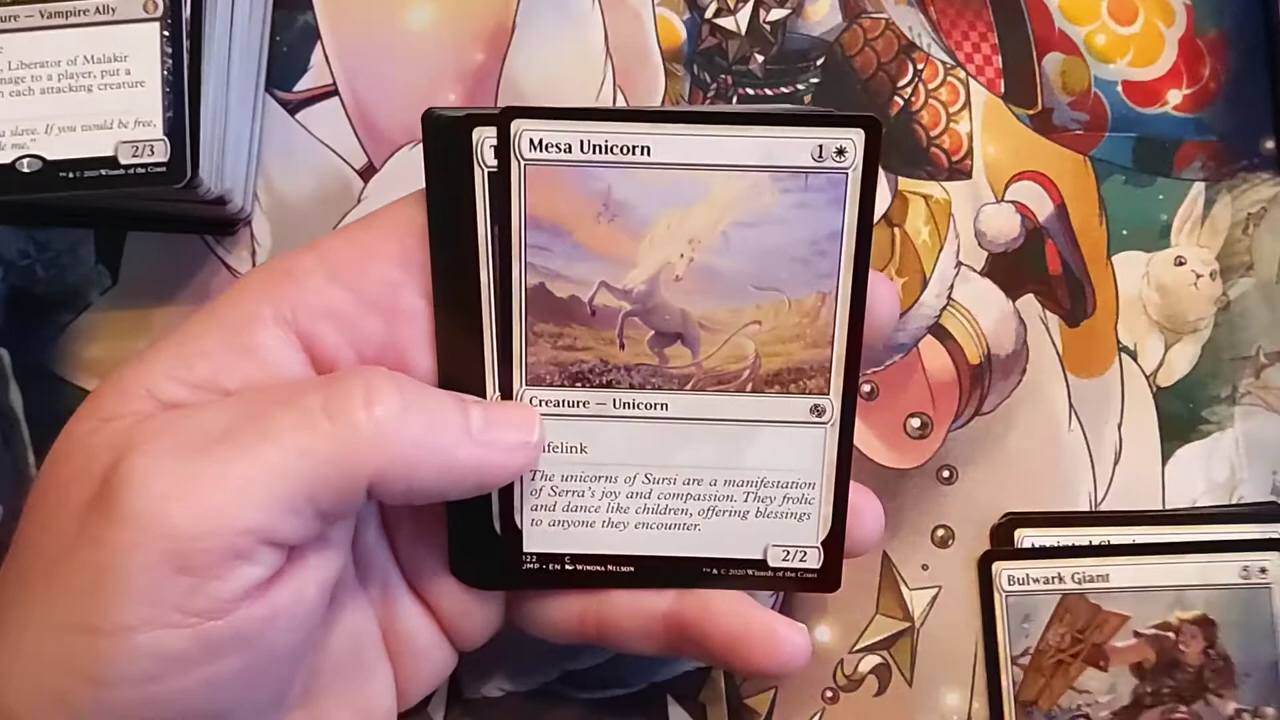 ure — Vampire Ally
, Liberator of Malakir
nage to a player, put a
each attacking creature
a slave. If you would be free,
me."
2/3
™ & © 2020 Wizards of the Coast
Mesa Unicorn 1
Creature — Unicorn
ifelink
The unicorns of Sursi are a manifestation
of Serra's joy and compassion. They frolic
and dance like children, offering blessings
to anyone they encounter.
2/2
122 C
JMP • EN Winona Nelson
™ & © 2020 Wizards of the Coast
Bulwark Giant 5